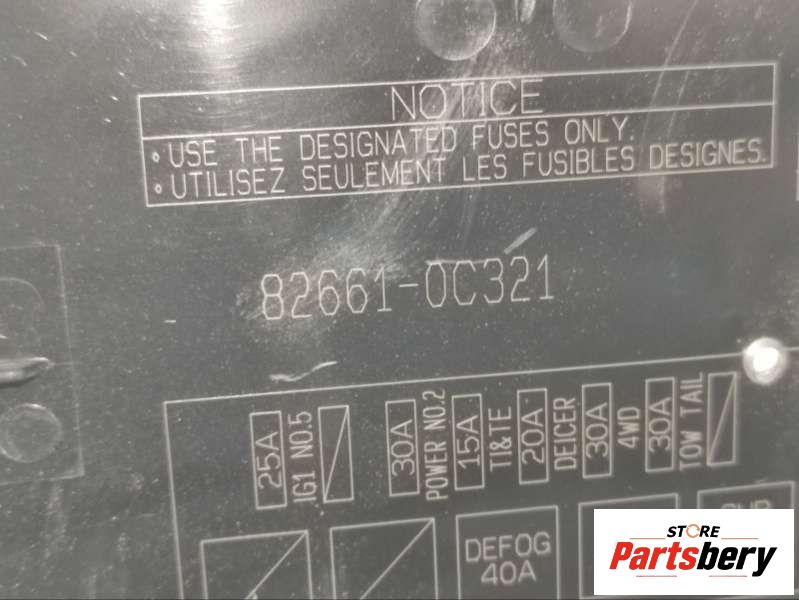 NOTICE
• USE THE DESIGNATED FUSES ONLY.
• UTILISEZ SEULEMENT LES FUSIBLES DESIGNES.
82661-0C321
25A
IG1 NO.5
30A
POWER NO.2
15A
TI&TE
20A
DEICER
30A
4WD
30A
TOW TAIL
DEFOG
40A
STORE
Partsbery